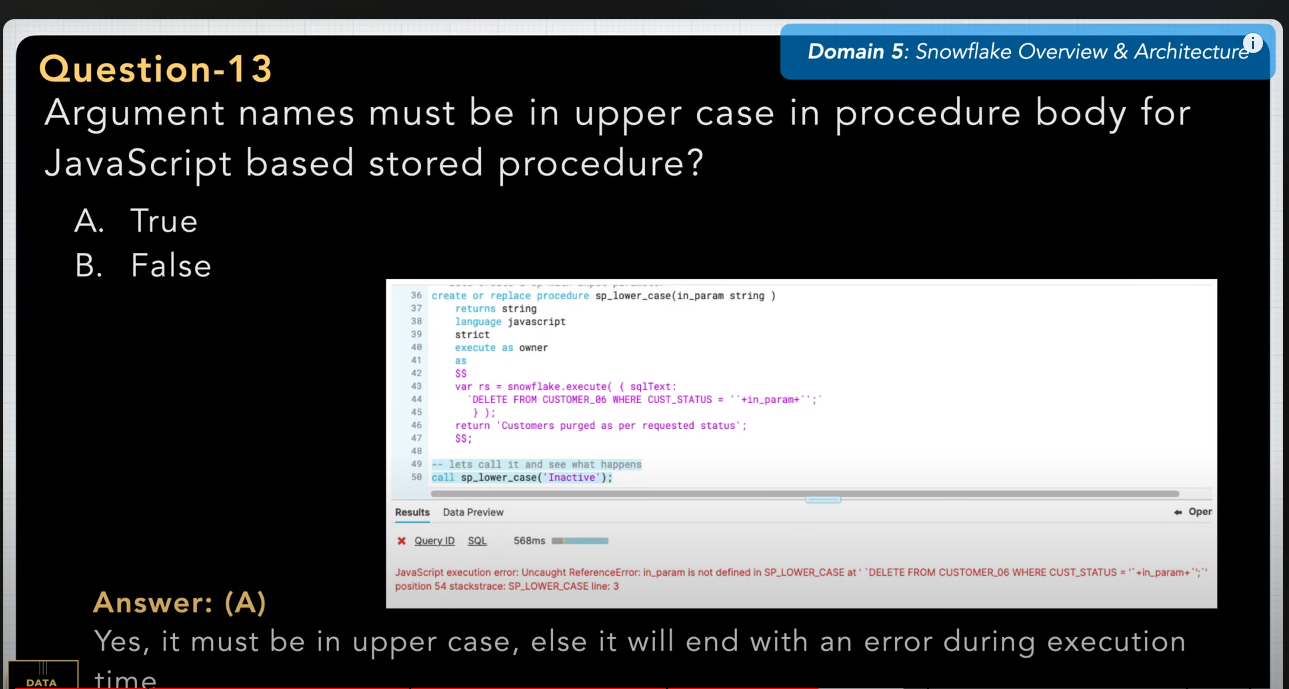 Domain 5: Snowflake Overview & Architecture
Question-13
Argument names must be in upper case in procedure body for
JavaScript based stored procedure?
A. True
B. False
36 create or replace procedure sp_lower_case(in_param string )
37 returns string
38 language javascript
39 strict
40 execute as owner
41 as
42 $$
43 var rs = snowflake.execute( { sqlText:
44 `DELETE FROM CUSTOMER_06 WHERE CUST_STATUS = '`+in_param+`';`
45 } );
46 return 'Customers purged as per requested status';
47 $$;
48
49 -- lets call it and see what happens
50 call sp_lower_case('Inactive');
Results Data Preview Oper
Query ID SQL 568ms
JavaScript execution error: Uncaught ReferenceError: in_param is not defined in SP_LOWER_CASE at ' `DELETE FROM CUSTOMER_06 WHERE CUST_STATUS = '`+in_param+`';`'
position 54 stackstrace: SP_LOWER_CASE line: 3
Answer: (A)
Yes, it must be in upper case, else it will end with an error during execution
time
DATA